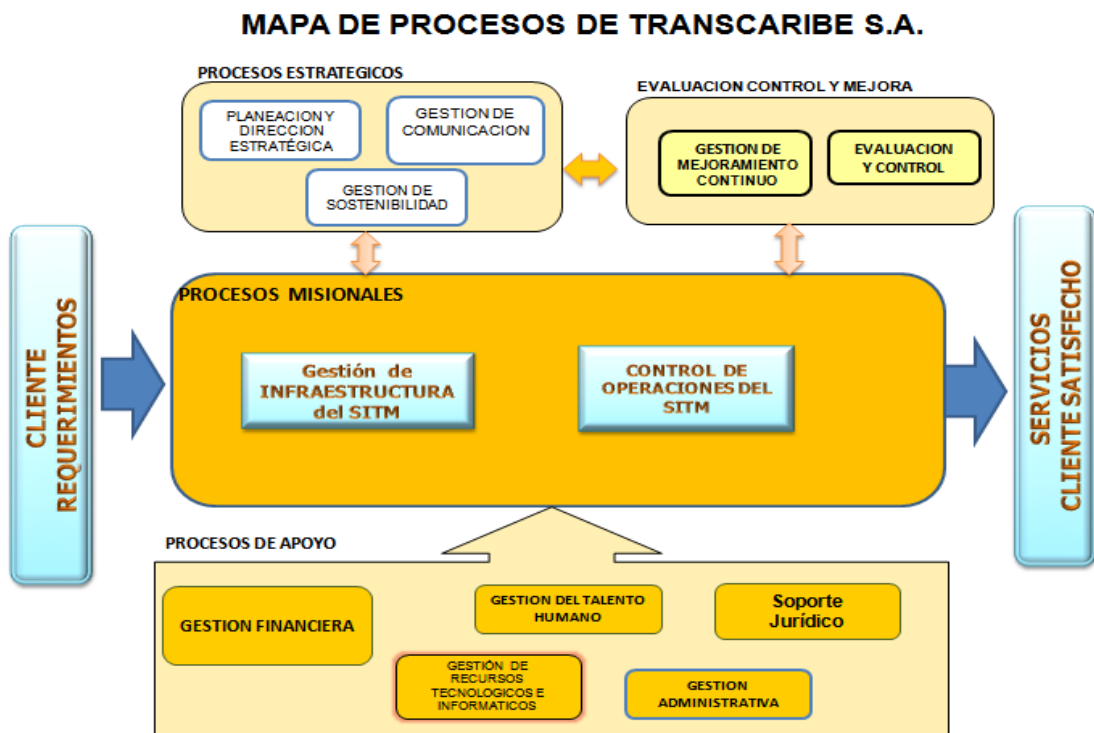 MAPA DE PROCESOS DE TRANSCARIBE S.A.
PROCESOS ESTRATEGICOS
PLANEACION Y
DIRECCION
ESTRATÉGICA
GESTION DE
COMUNICACION
GESTION DE
SOSTENIBILIDAD
EVALUACION CONTROL Y MEJORA
GESTION DE
MEJORAMIENTO
CONTINUO
EVALUACION
Y CONTROL
CLIENTE
REQUERIMIENTOS
PROCESOS MISIONALES
Gestión de
INFRAESTRUCTURA
del SITM
CONTROL DE
OPERACIONES DEL
SITM
SERVICIOS
CLIENTE SATISFECHO
PROCESOS DE APOYO
GESTION FINANCIERA
GESTION DEL TALENTO
HUMANO
Soporte
Jurídico
GESTIÓN DE
RECURSOS
TECNOLOGICOS E
INFORMATICOS
GESTION
ADMINISTRATIVA